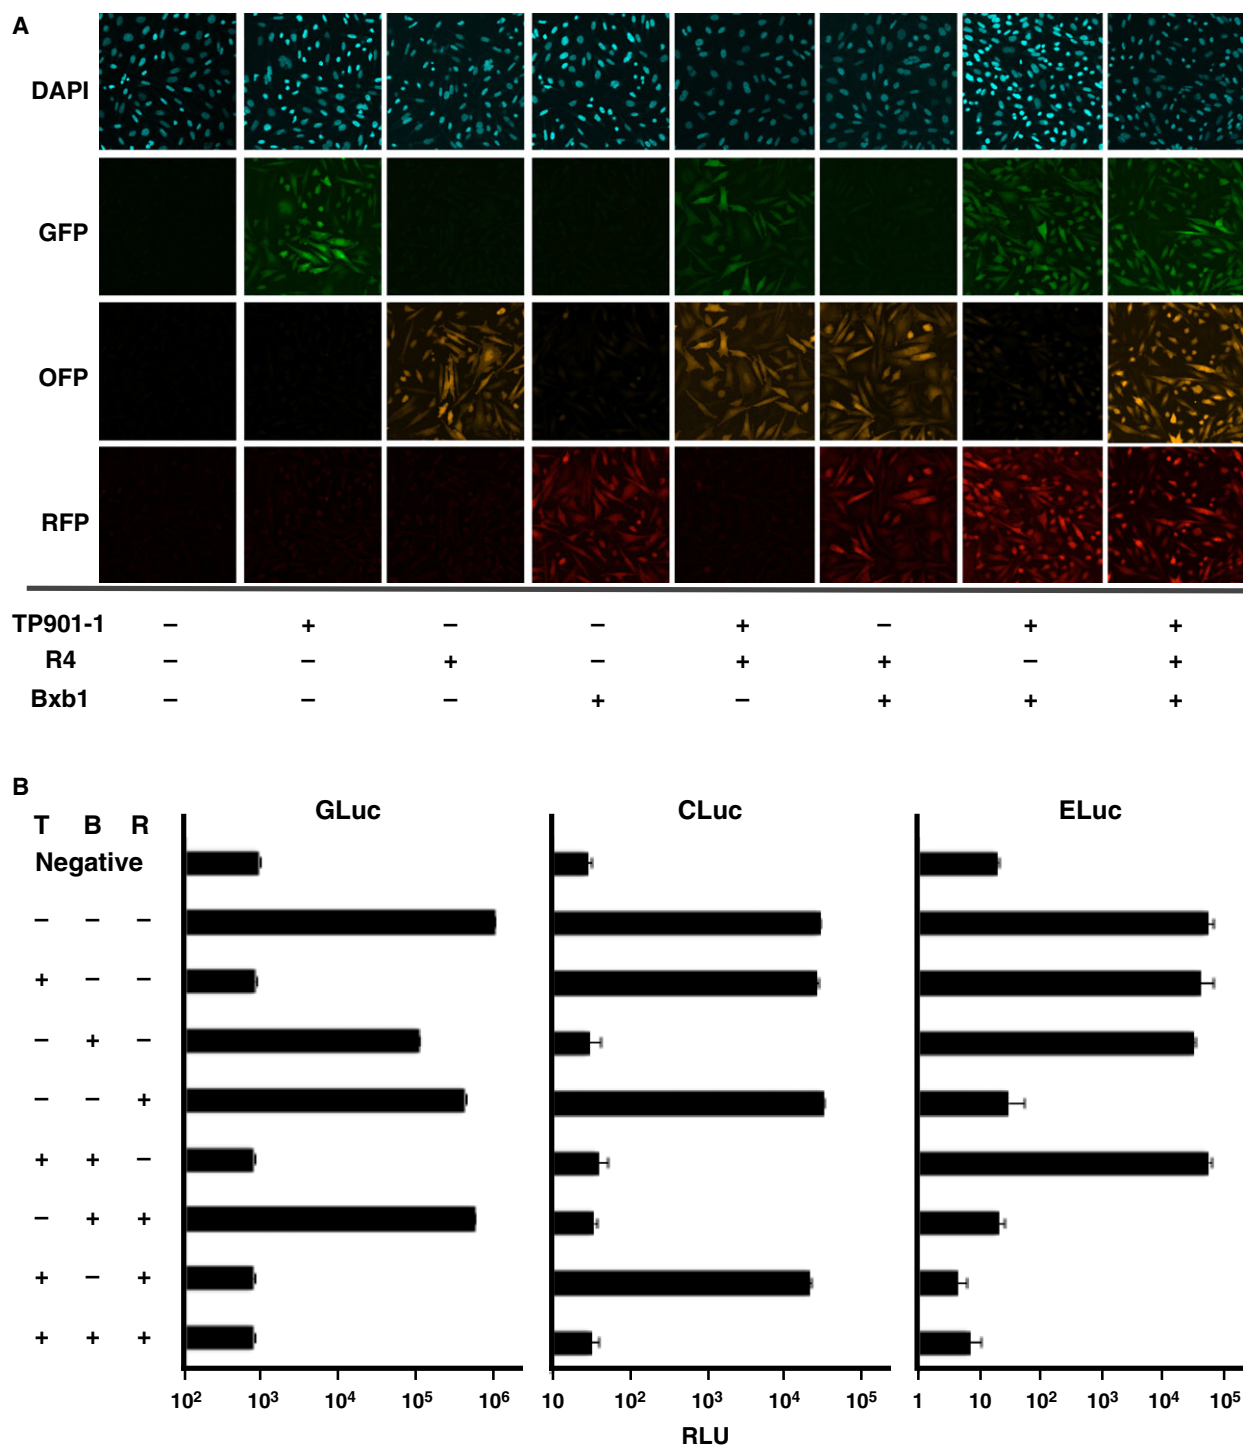 A
DAPI
GFP
OFP
RFP
TP901-1 – + – – + – + +
R4 – – + – + + – +
Bxb1 – – – + – + + +
B
T B R
GLuc CLuc ELuc
Negative
– – –
+ – –
– + –
– – +
+ + –
– + +
+ – +
+ + +
10² 10³ 10⁴ 10⁵ 10⁶ 10 10² 10³ 10⁴ 10⁵ 1 10 10² 10³ 10⁴ 10⁵
RLU